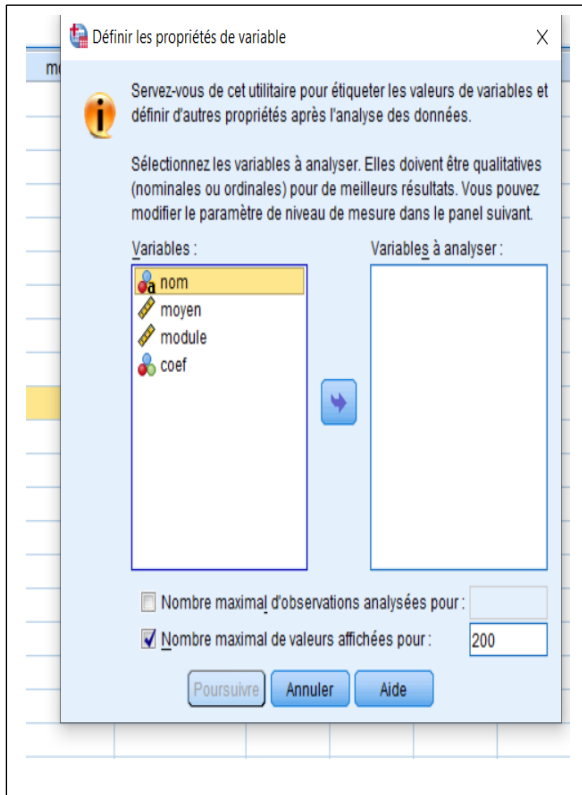 Définir les propriétés de variable
Servez-vous de cet utilitaire pour étiqueter les valeurs de variables et
définir d'autres propriétés après l'analyse des données.
Sélectionnez les variables à analyser. Elles doivent être qualitatives
(nominales ou ordinales) pour de meilleurs résultats. Vous pouvez
modifier le paramètre de niveau de mesure dans le panel suivant.
Variables :
Variables à analyser :
nom
moyen
module
coef
Nombre maximal d'observations analysées pour :
Nombre maximal de valeurs affichées pour :
200
Poursuivre
Annuler
Aide